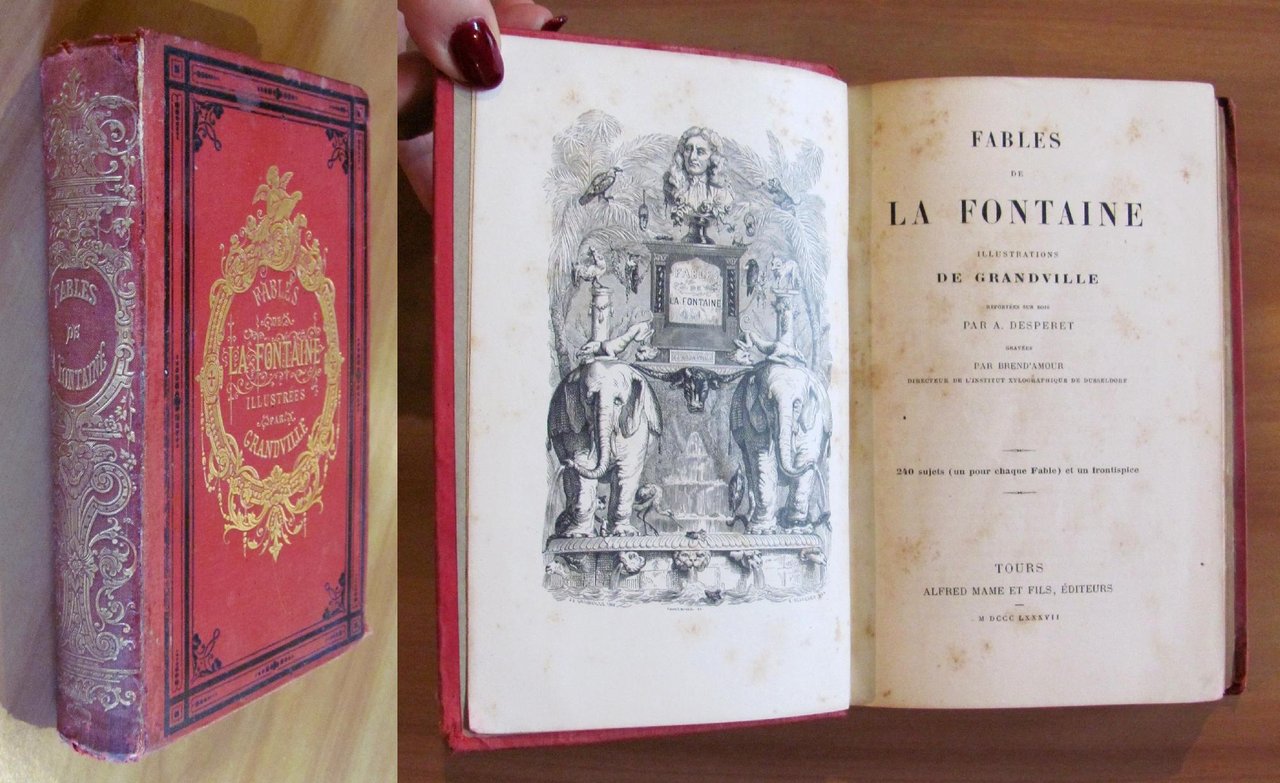 FABLES
DE
LA FONTAINE
FABLES
DE
LA FONTAINE
ILLUSTRÉES
PAR
GRANDVILLE
FABLES
DE
LA FONTAINE
FABLES
DE
LA FONTAINE
ILLUSTRATIONS
DE GRANDVILLE
REPORTÉES SUR BOIS
PAR A. DESPERET
GRAVÉES
PAR BREND'AMOUR
DIRECTEUR DE L'INSTITUT XYLOGRAPHIQUE DE DUSSELDORF
240 sujets (un pour chaque Fable) et un frontispice
TOURS
ALFRED MAME ET FILS, ÉDITEURS
M DCCC LXXXVII